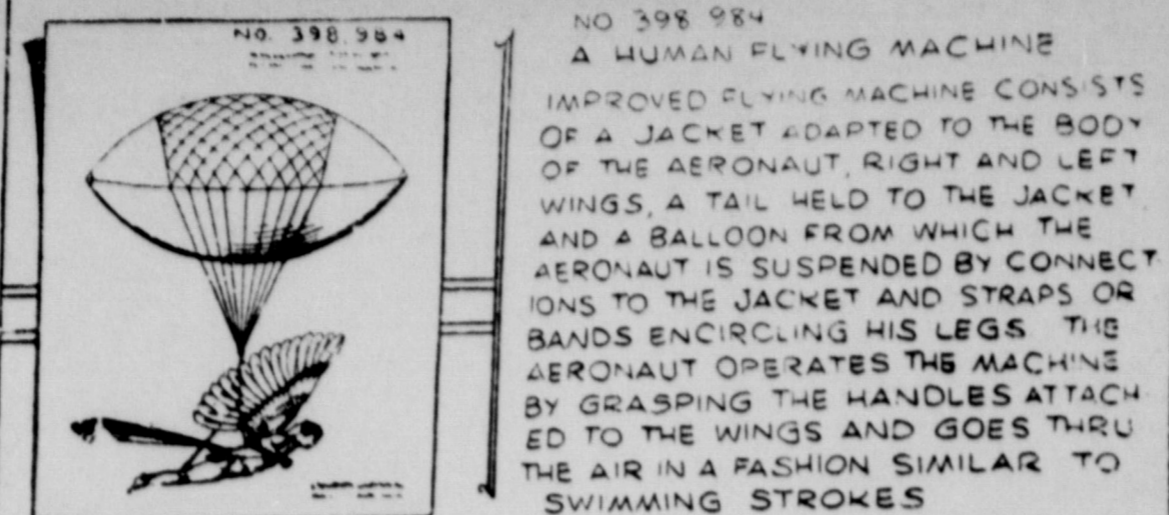 NO. 398,984
NO 398 984
A HUMAN FLYING MACHINE
IMPROVED FLYING MACHINE CONSISTS
OF A JACKET ADAPTED TO THE BODY
OF THE AERONAUT, RIGHT AND LEFT
WINGS, A TAIL HELD TO THE JACKET
AND A BALLOON FROM WHICH THE
AERONAUT IS SUSPENDED BY CONNECT-
IONS TO THE JACKET AND STRAPS OR
BANDS ENCIRCLING HIS LEGS. THE
AERONAUT OPERATES THE MACHINE
BY GRASPING THE HANDLES ATTACH-
ED TO THE WINGS AND GOES THRU
THE AIR IN A FASHION SIMILAR TO
SWIMMING STROKES